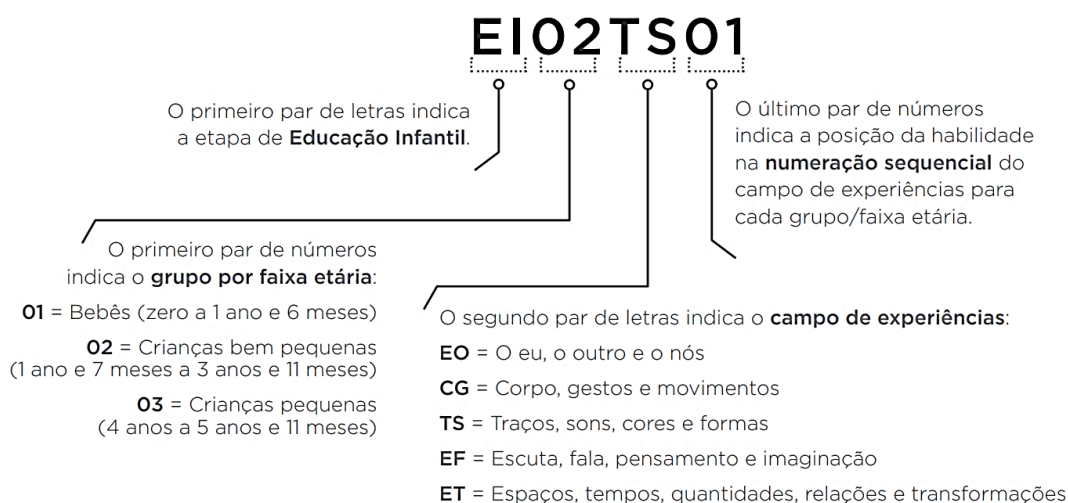 EI02TS01
O primeiro par de letras indica
a etapa de Educação Infantil.
O último par de números
indica a posição da habilidade
na numeração sequencial do
campo de experiências para
cada grupo/faixa etária.
O primeiro par de números
indica o grupo por faixa etária:
01 = Bebês (zero a 1 ano e 6 meses)
02 = Crianças bem pequenas
(1 ano e 7 meses a 3 anos e 11 meses)
03 = Crianças pequenas
(4 anos a 5 anos e 11 meses)
O segundo par de letras indica o campo de experiências:
EO = O eu, o outro e o nós
CG = Corpo, gestos e movimentos
TS = Traços, sons, cores e formas
EF = Escuta, fala, pensamento e imaginação
ET = Espaços, tempos, quantidades, relações e transformações